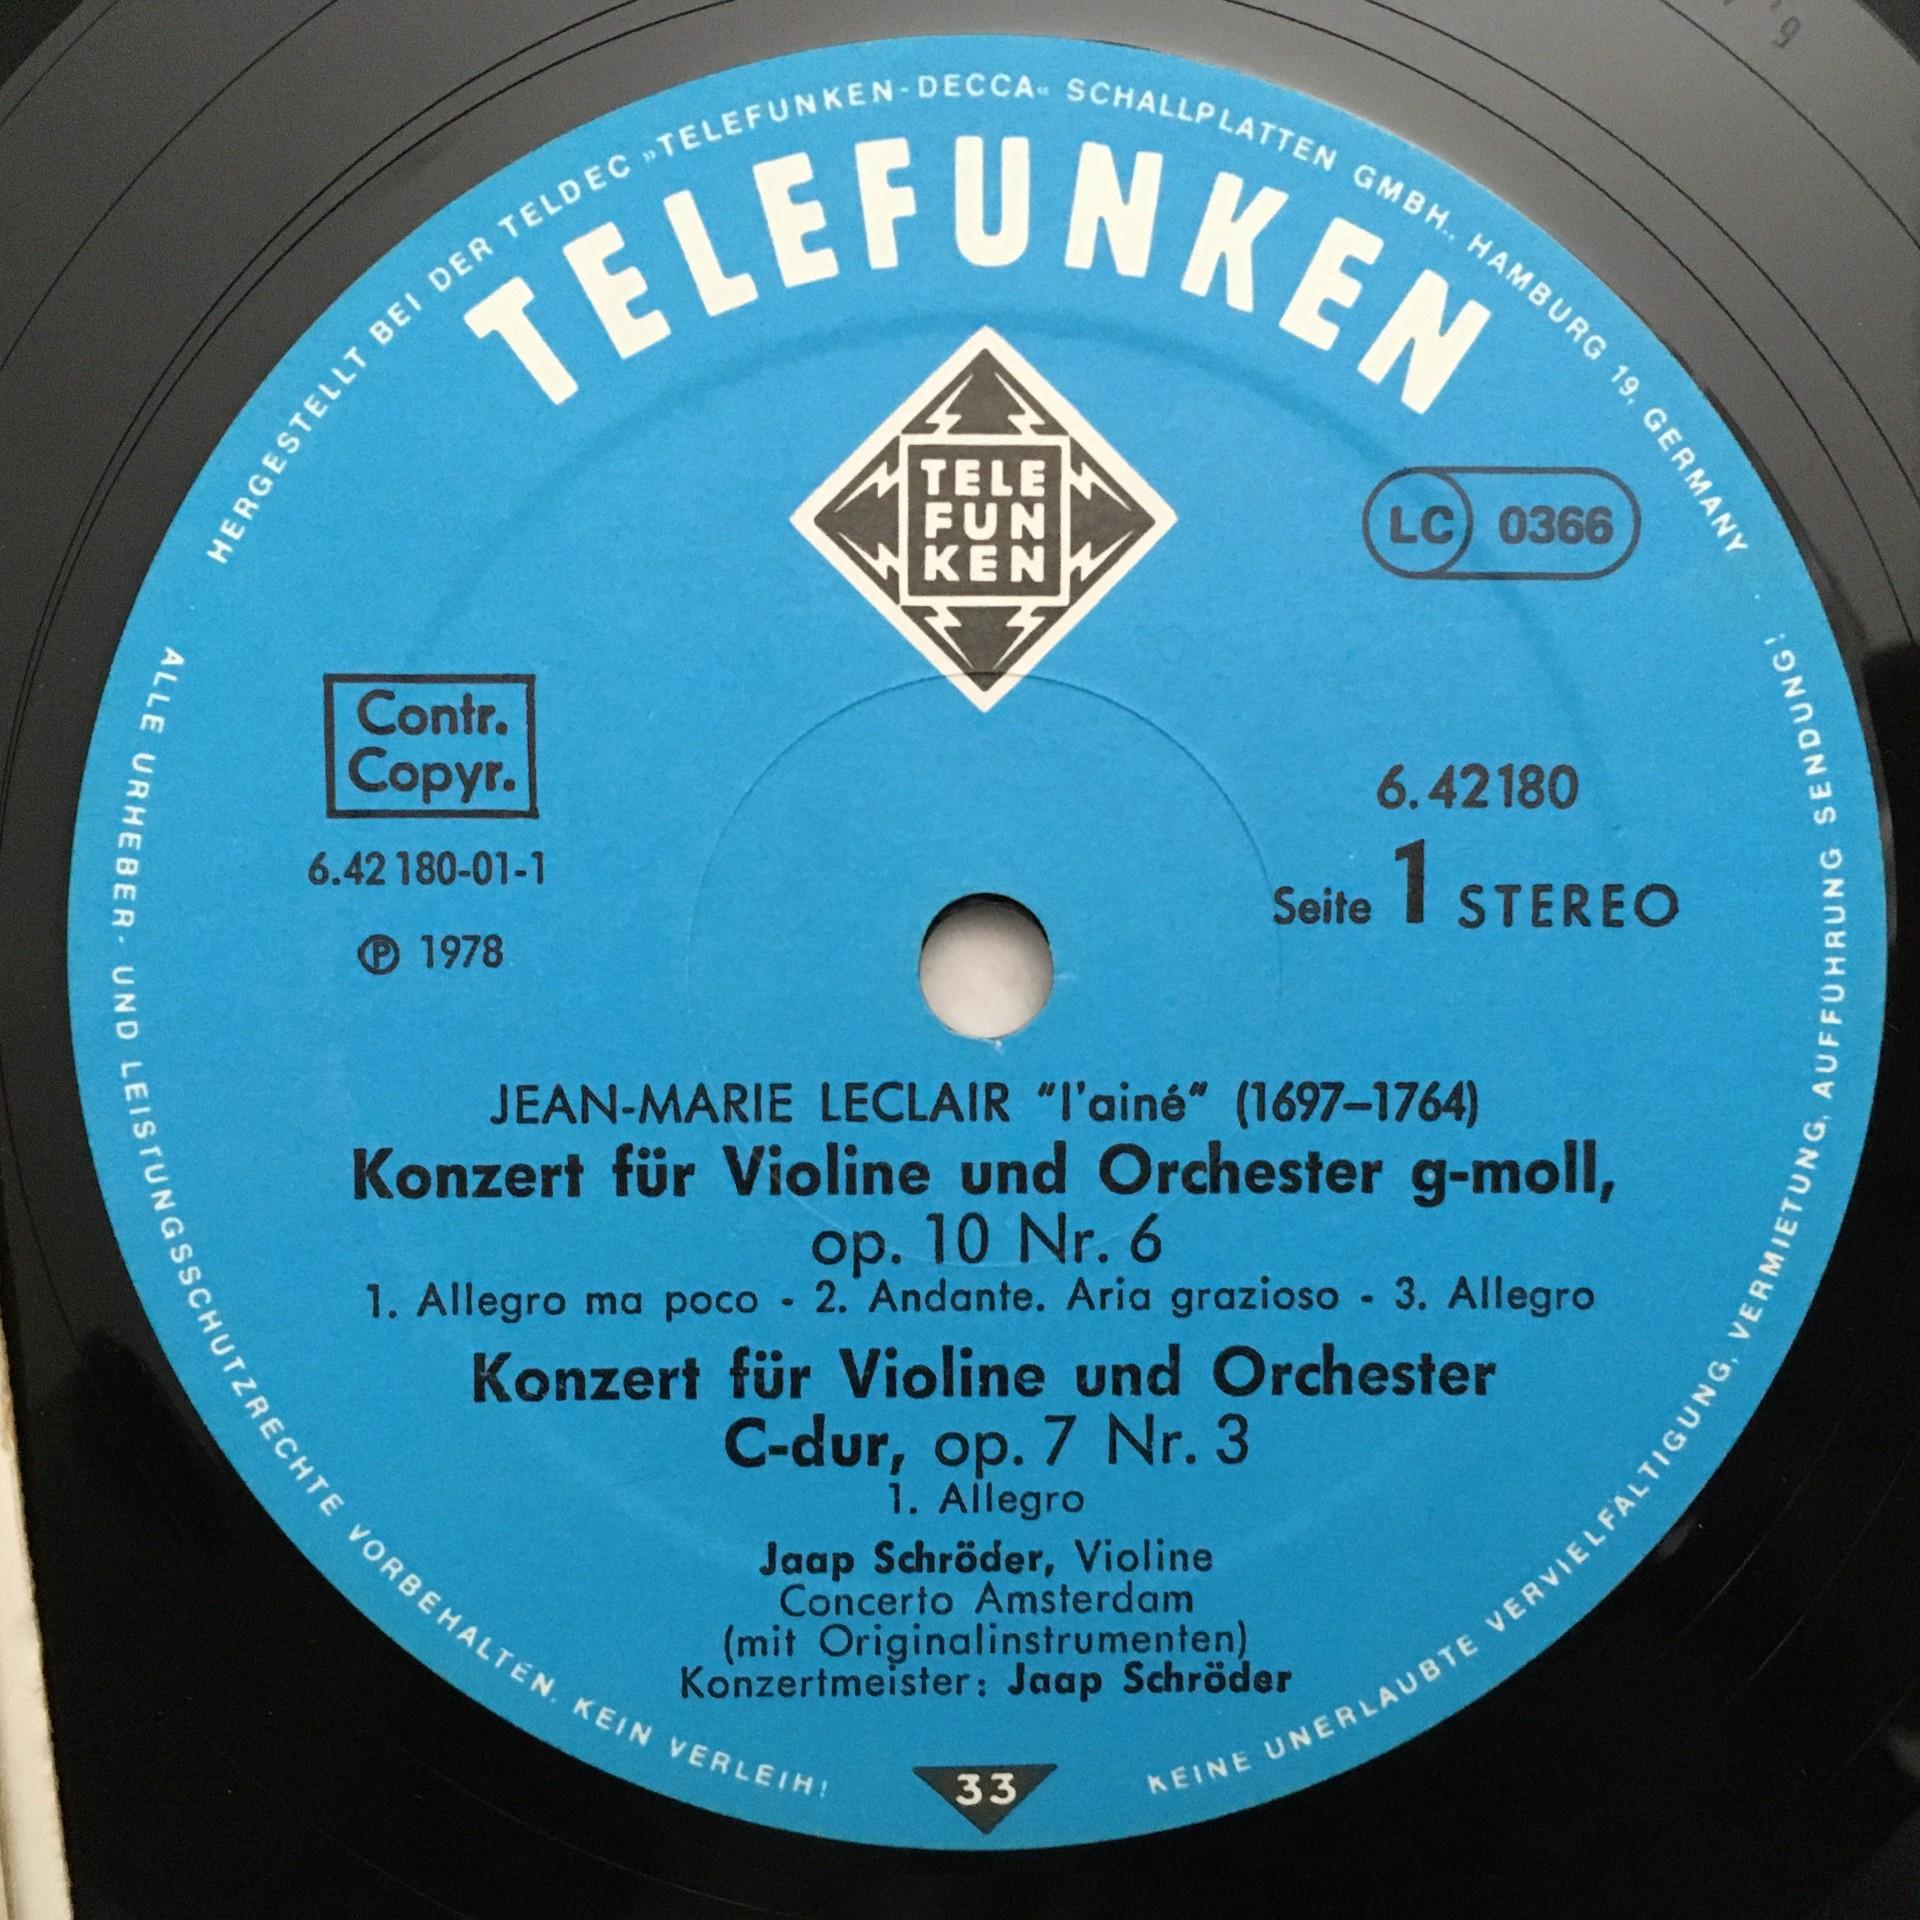 HERGESTELLT BEI DER TELDEC »TELEFUNKEN-DECCA« SCHALLPLATTEN GMBH., HAMBURG 19, GERMANY
TELEFUNKEN
TELE
FUN
KEN
LC 0366
Contr.
Copyr.
6.42180
6.42180-01-1
Seite 1 STEREO
℗ 1978
JEAN-MARIE LECLAIR "l'ainé" (1697–1764)
Konzert für Violine und Orchester g-moll,
op. 10 Nr. 6
1. Allegro ma poco - 2. Andante. Aria grazioso - 3. Allegro
Konzert für Violine und Orchester
C-dur, op. 7 Nr. 3
1. Allegro
Jaap Schröder, Violine
Concerto Amsterdam
(mit Originalinstrumenten)
Konzertmeister: Jaap Schröder
33
ALLE URHEBER- UND LEISTUNGSSCHUTZRECHTE VORBEHALTEN. KEIN VERLEIH!
KEINE UNERLAUBTE VERVIELFÄLTIGUNG, VERMIETUNG, AUFFÜHRUNG SENDUNG!